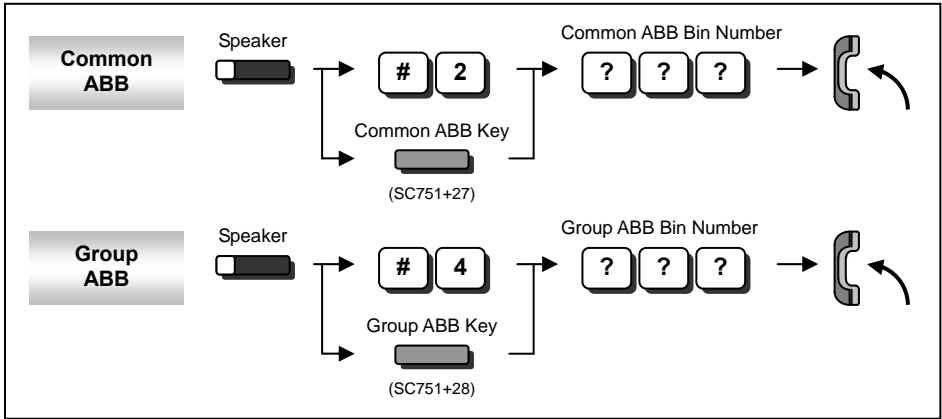 Common
ABB
Speaker
# 2
Common ABB Key
(SC751+27)
Common ABB Bin Number
? ? ?
Group
ABB
Speaker
# 4
Group ABB Key
(SC751+28)
Group ABB Bin Number
? ? ?